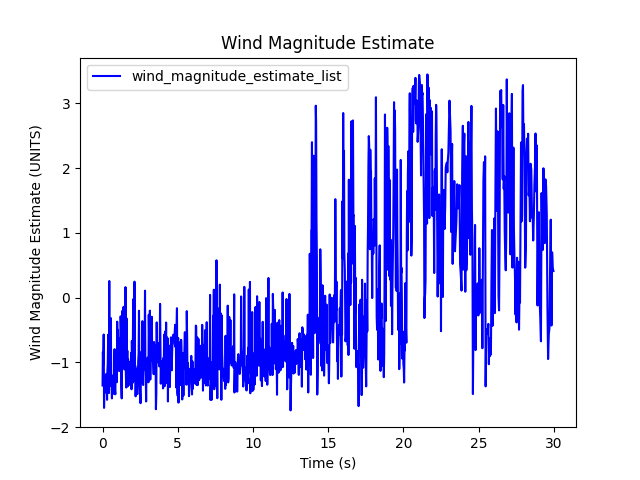 Wind Magnitude Estimate
wind_magnitude_estimate_list
Wind Magnitude Estimate (UNITS)
3
2
1
0
−1
−2
0 5 10 15 20 25 30
Time (s)